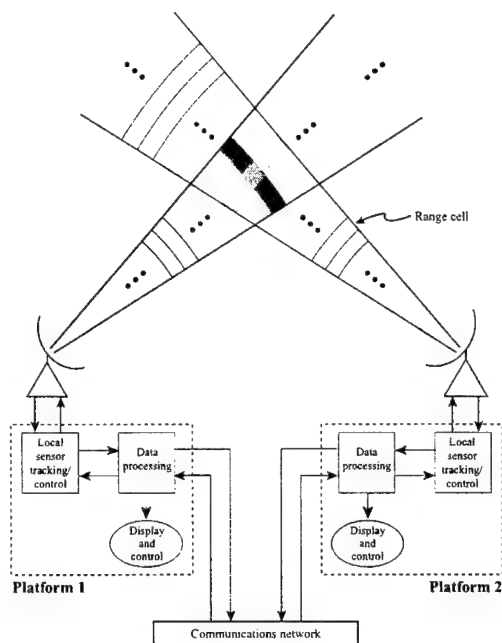 Range cell
Local
sensor
tracking/
control
Data
processing
Display
and
control
Platform 1
Data
processing
Local
sensor
tracking/
control
Display
and
control
Platform 2
Communications network